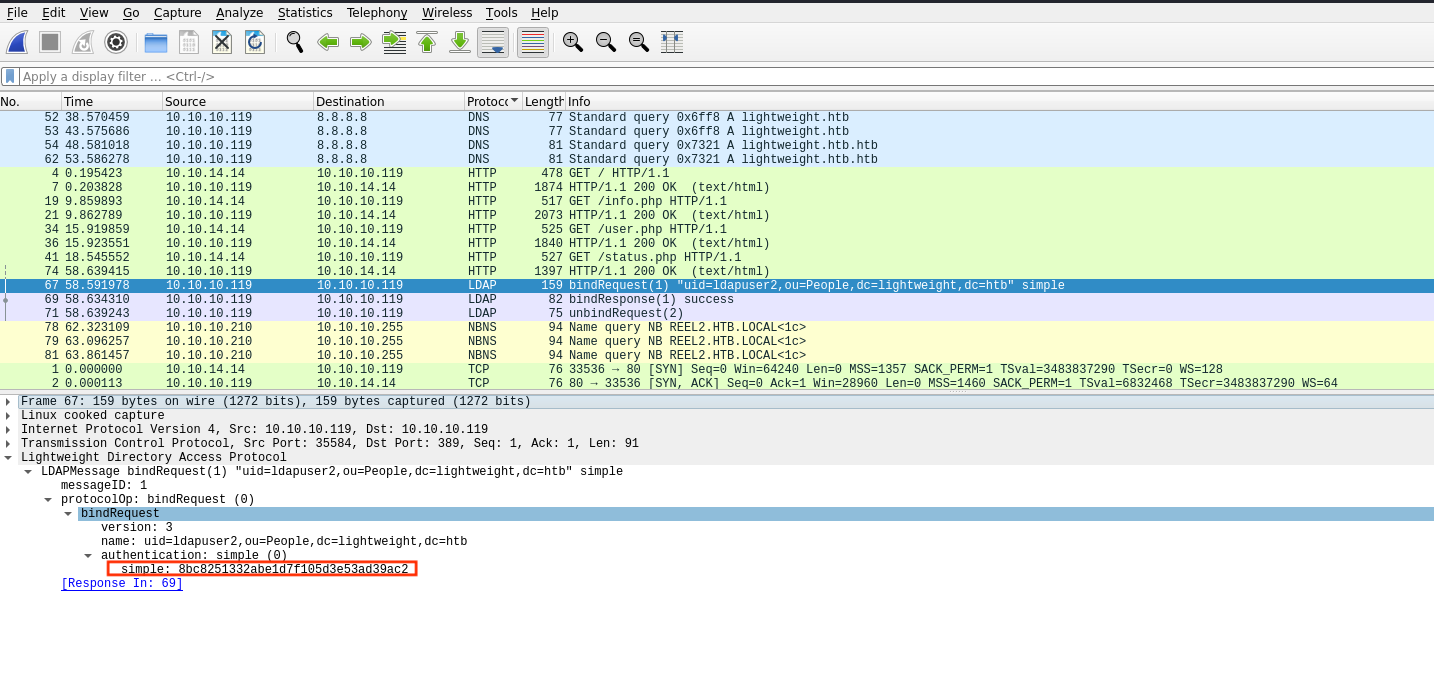 File Edit View Go Capture Analyze Statistics Telephony Wireless Tools Help
Apply a display filter … <Ctrl-/>
No. Time Source Destination Protoc Length Info
52 38.570459 10.10.10.119 8.8.8.8 DNS 77 Standard query 0x6ff8 A lightweight.htb
53 43.575686 10.10.10.119 8.8.8.8 DNS 77 Standard query 0x6ff8 A lightweight.htb
54 48.581018 10.10.10.119 8.8.8.8 DNS 81 Standard query 0x7321 A lightweight.htb.htb
62 53.586278 10.10.10.119 8.8.8.8 DNS 81 Standard query 0x7321 A lightweight.htb.htb
4 0.195423 10.10.14.14 10.10.10.119 HTTP 478 GET / HTTP/1.1
7 0.203828 10.10.10.119 10.10.14.14 HTTP 1874 HTTP/1.1 200 OK (text/html)
19 9.859893 10.10.14.14 10.10.10.119 HTTP 517 GET /info.php HTTP/1.1
21 9.862789 10.10.10.119 10.10.14.14 HTTP 2073 HTTP/1.1 200 OK (text/html)
34 15.919859 10.10.14.14 10.10.10.119 HTTP 525 GET /user.php HTTP/1.1
36 15.923551 10.10.10.119 10.10.14.14 HTTP 1840 HTTP/1.1 200 OK (text/html)
41 18.545552 10.10.14.14 10.10.10.119 HTTP 527 GET /status.php HTTP/1.1
74 58.639415 10.10.10.119 10.10.14.14 HTTP 1397 HTTP/1.1 200 OK (text/html)
67 58.591978 10.10.10.119 10.10.10.119 LDAP 159 bindRequest(1) "uid=ldapuser2,ou=People,dc=lightweight,dc=htb" simple
69 58.634310 10.10.10.119 10.10.10.119 LDAP 82 bindResponse(1) success
71 58.639243 10.10.10.119 10.10.10.119 LDAP 75 unbindRequest(2)
78 62.323109 10.10.10.210 10.10.10.255 NBNS 94 Name query NB REEL2.HTB.LOCAL<1c>
79 63.096257 10.10.10.210 10.10.10.255 NBNS 94 Name query NB REEL2.HTB.LOCAL<1c>
81 63.861457 10.10.10.210 10.10.10.255 NBNS 94 Name query NB REEL2.HTB.LOCAL<1c>
1 0.000000 10.10.14.14 10.10.10.119 TCP 76 33536 → 80 [SYN] Seq=0 Win=64240 Len=0 MSS=1357 SACK_PERM=1 TSval=3483837290 TSecr=0 WS=128
2 0.000113 10.10.10.119 10.10.14.14 TCP 76 80 → 33536 [SYN, ACK] Seq=0 Ack=1 Win=28960 Len=0 MSS=1460 SACK_PERM=1 TSval=6832468 TSecr=3483837290 WS=64
Frame 67: 159 bytes on wire (1272 bits), 159 bytes captured (1272 bits)
Linux cooked capture
Internet Protocol Version 4, Src: 10.10.10.119, Dst: 10.10.10.119
Transmission Control Protocol, Src Port: 35584, Dst Port: 389, Seq: 1, Ack: 1, Len: 91
Lightweight Directory Access Protocol
LDAPMessage bindRequest(1) "uid=ldapuser2,ou=People,dc=lightweight,dc=htb" simple
messageID: 1
protocolOp: bindRequest (0)
bindRequest
version: 3
name: uid=ldapuser2,ou=People,dc=lightweight,dc=htb
authentication: simple (0)
simple: 8bc8251332abe1d7f105d3e53ad39ac2
[Response In: 69]